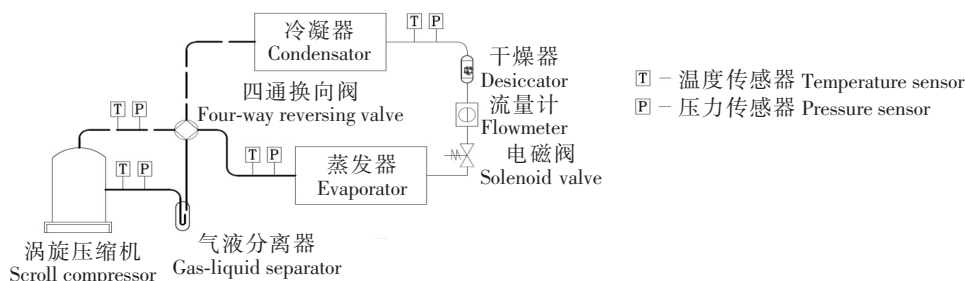 冷凝器
Condensator
T P
干燥器
Desiccator
四通换向阀
Four-way reversing valve
流量计
Flowmeter
T - 温度传感器 Temperature sensor
P - 压力传感器 Pressure sensor
T P
电磁阀
Solenoid valve
T P
蒸发器
Evaporator
T P
涡旋压缩机
Scroll compressor
气液分离器
Gas-liquid separator